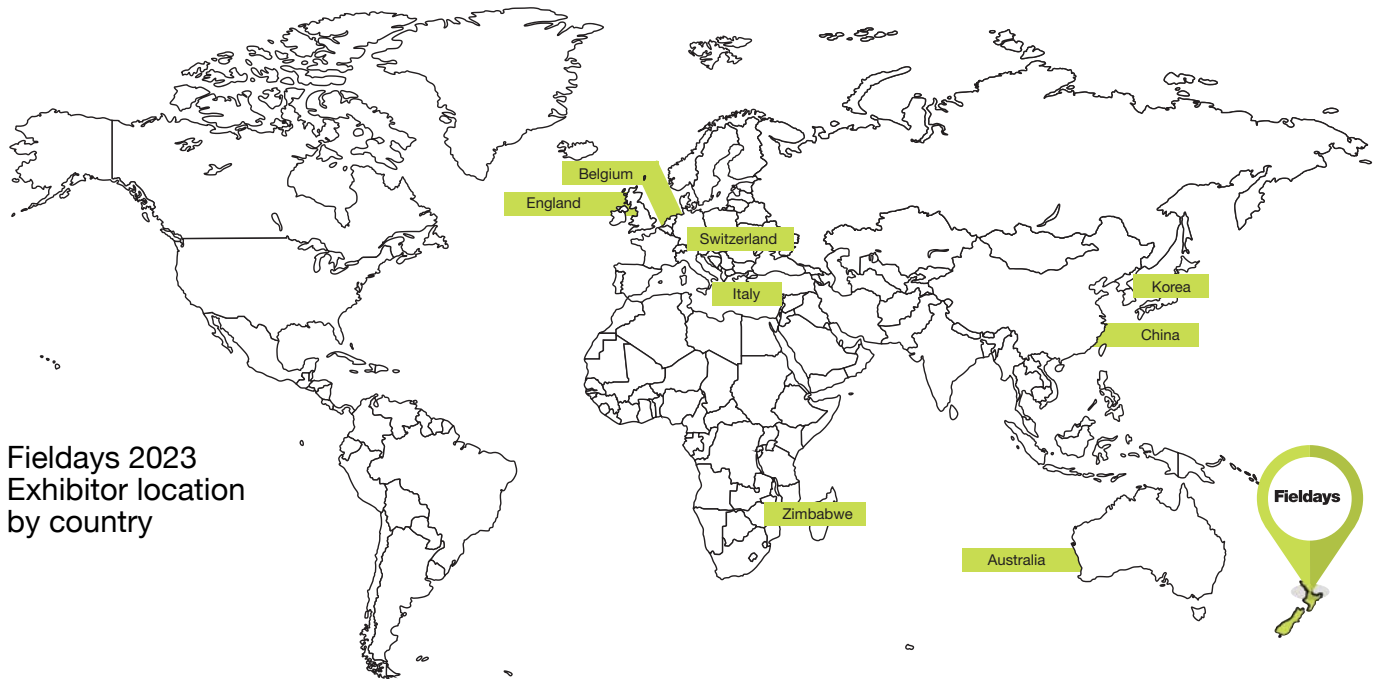 Belgium
England
Switzerland
Italy
Korea
China
Fieldays 2023
Exhibitor location
by country
Fieldays
Zimbabwe
Australia